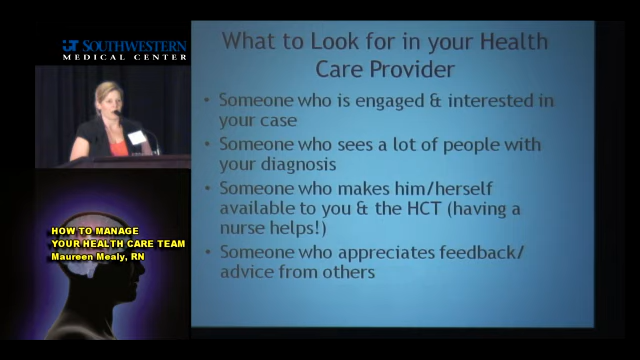 UT SOUTHWESTERN
MEDICAL CENTER
HOW TO MANAGE
YOUR HEALTH CARE TEAM
Maureen Mealy, RN
What to Look for in your Health
Care Provider
• Someone who is engaged & interested in
your case
• Someone who sees a lot of people with
your diagnosis
• Someone who makes him/herself
available to you & the HCT (having a
nurse helps!)
• Someone who appreciates feedback/
advice from others